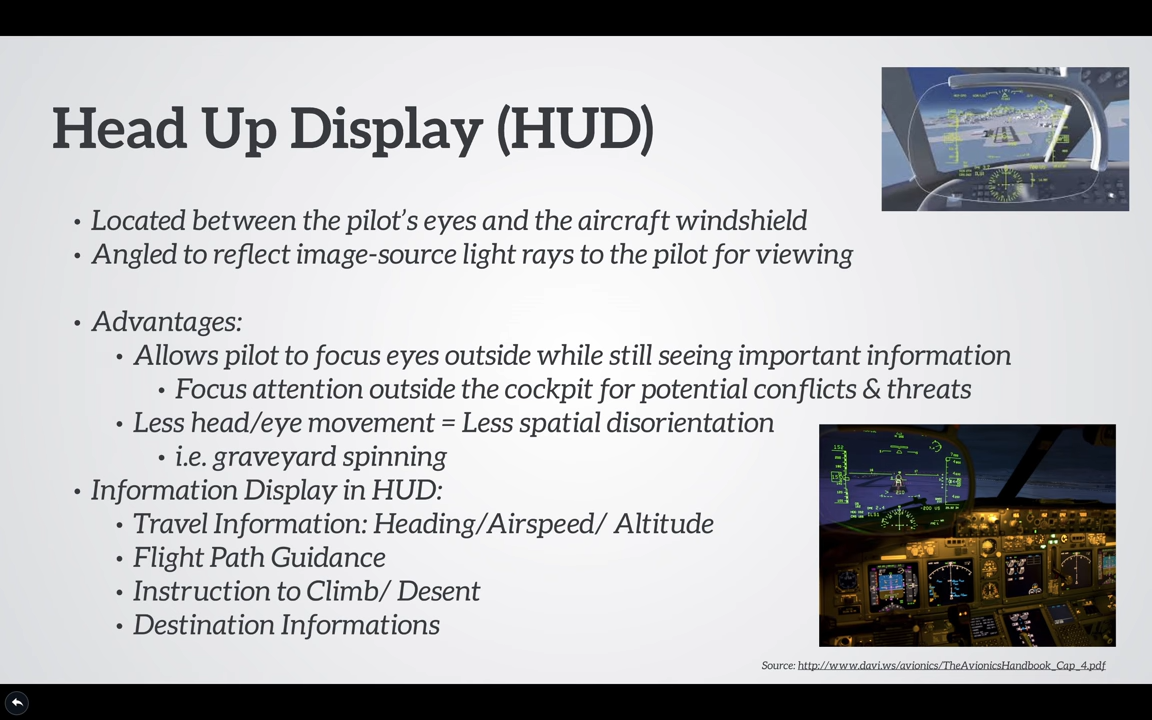 Head Up Display (HUD)
• Located between the pilot’s eyes and the aircraft windshield
• Angled to reflect image-source light rays to the pilot for viewing
• Advantages:
• Allows pilot to focus eyes outside while still seeing important information
• Focus attention outside the cockpit for potential conflicts & threats
• Less head/eye movement = Less spatial disorientation
• i.e. graveyard spinning
• Information Display in HUD:
• Travel Information: Heading/Airspeed/ Altitude
• Flight Path Guidance
• Instruction to Climb/ Desent
• Destination Informations
Source: http://www.davi.ws/avionics/TheAvionicsHandbook_Cap_4.pdf